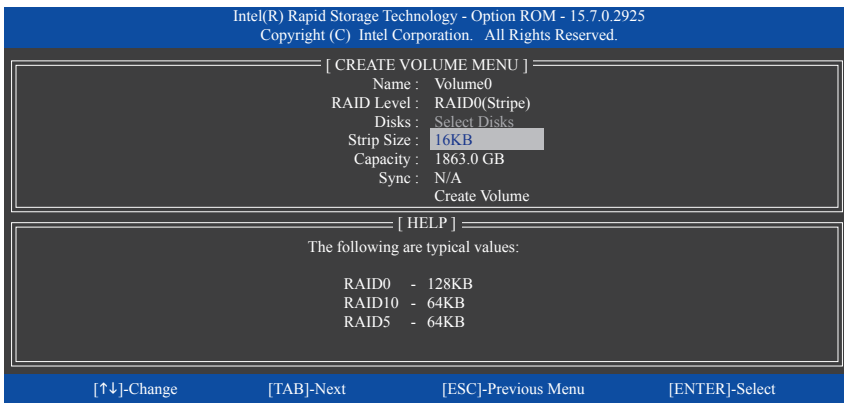 Intel(R) Rapid Storage Technology - Option ROM - 15.7.0.2925
Copyright (C) Intel Corporation. All Rights Reserved.
[ CREATE VOLUME MENU ]
Name : Volume0
RAID Level : RAID0(Stripe)
Disks : Select Disks
Strip Size : 16KB
Capacity : 1863.0 GB
Sync : N/A
Create Volume
[ HELP ]
The following are typical values:
RAID0 - 128KB
RAID10 - 64KB
RAID5 - 64KB
[↑↓]-Change [TAB]-Next [ESC]-Previous Menu [ENTER]-Select